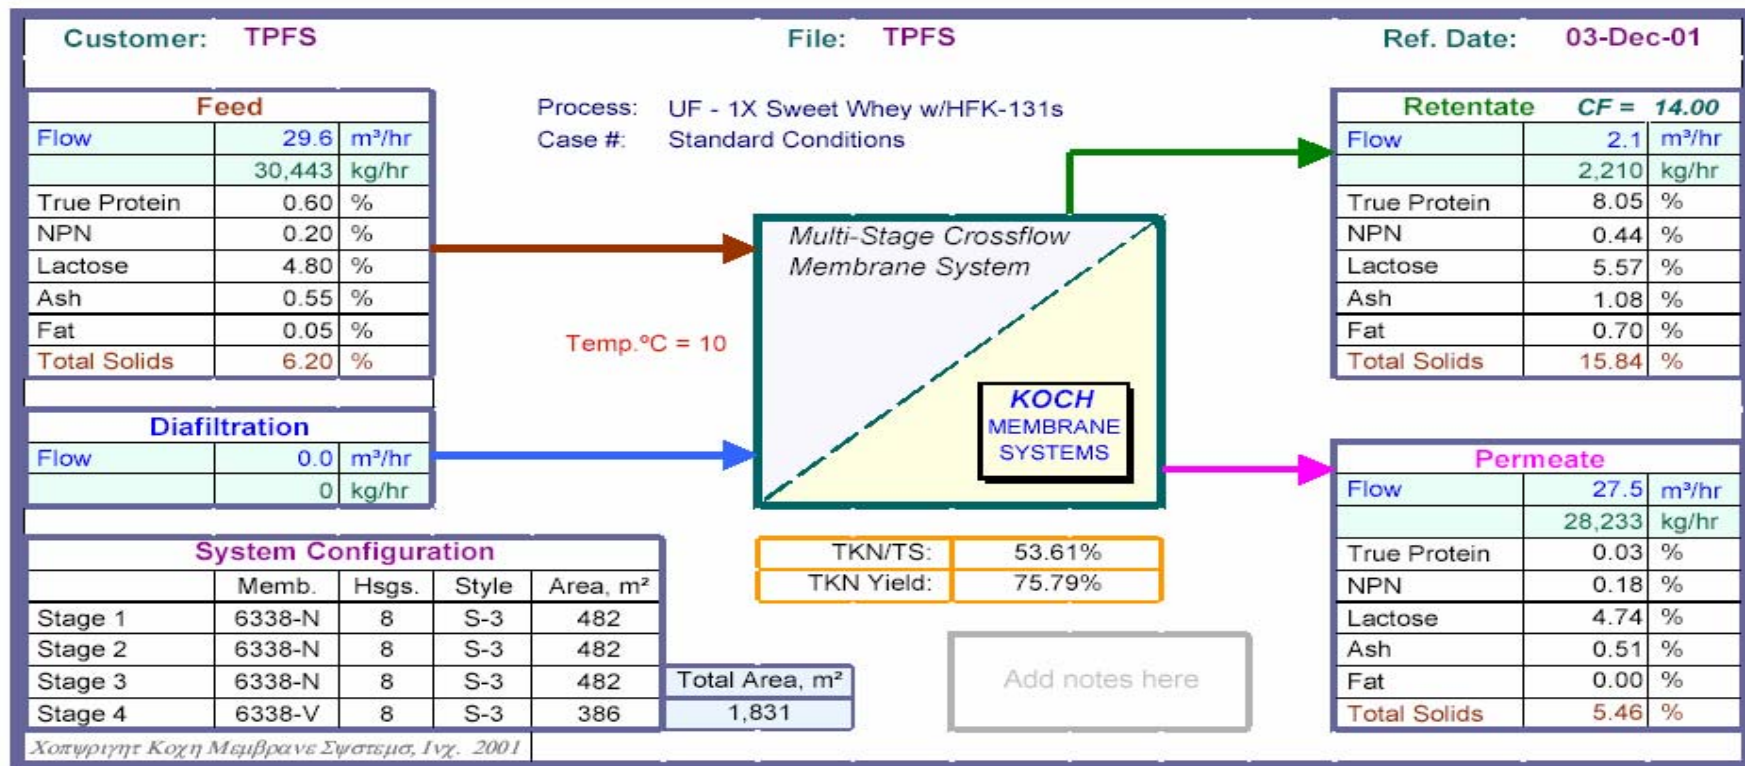 Customer: TPFS File: TPFS Ref. Date: 03-Dec-01
Feed
Flow 29.6 m³/hr
30,443 kg/hr
True Protein 0.60 %
NPN 0.20 %
Lactose 4.80 %
Ash 0.55 %
Fat 0.05 %
Total Solids 6.20 %
Diafiltration
Flow 0.0 m³/hr
0 kg/hr
Process: UF - 1X Sweet Whey w/HFK-131s
Case #: Standard Conditions
Temp.ºC = 10
Multi-Stage Crossflow
Membrane System
KOCH
MEMBRANE
SYSTEMS
Retentate CF = 14.00
Flow 2.1 m³/hr
2,210 kg/hr
True Protein 8.05 %
NPN 0.44 %
Lactose 5.57 %
Ash 1.08 %
Fat 0.70 %
Total Solids 15.84 %
Permeate
Flow 27.5 m³/hr
28,233 kg/hr
True Protein 0.03 %
NPN 0.18 %
Lactose 4.74 %
Ash 0.51 %
Fat 0.00 %
Total Solids 5.46 %
System Configuration
Memb. Hsgs. Style Area, m²
Stage 1 6338-N 8 S-3 482
Stage 2 6338-N 8 S-3 482
Stage 3 6338-N 8 S-3 482
Stage 4 6338-V 8 S-3 386
Total Area, m²
1,831
TKN/TS: 53.61%
TKN Yield: 75.79%
Add notes here
Χοπψριγητ Κοχη Μεμβρανε Σψστεμσ, Ινχ. 2001